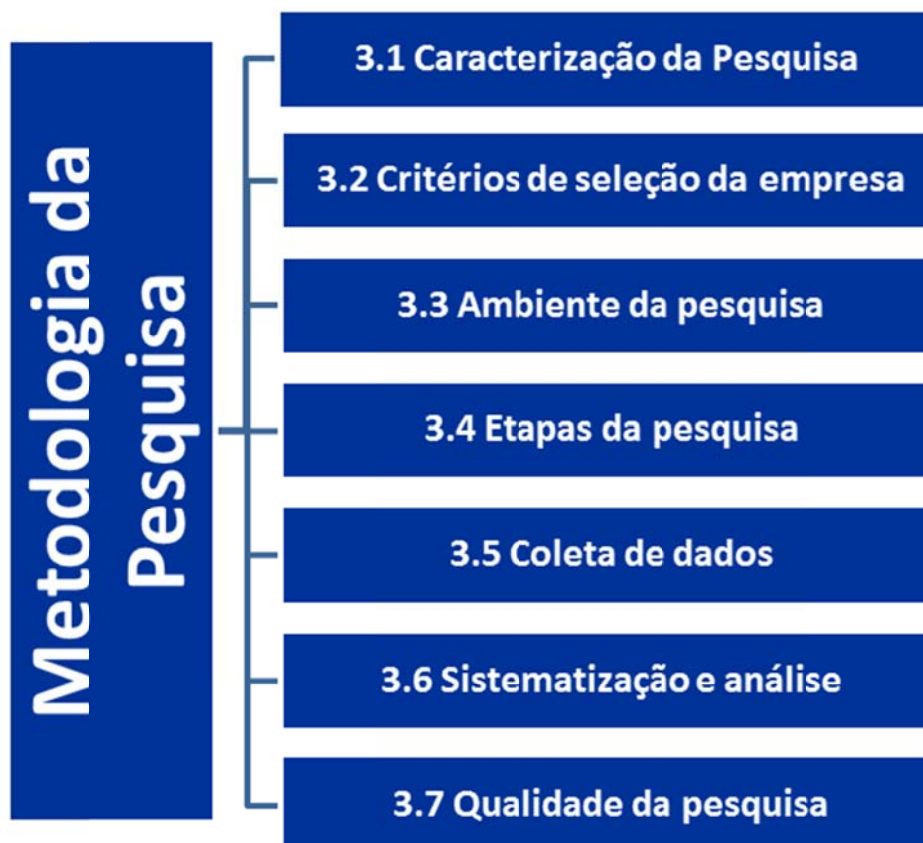 Metodologia da
Pesquisa
3.1 Caracterização da Pesquisa
3.2 Critérios de seleção da empresa
3.3 Ambiente da pesquisa
3.4 Etapas da pesquisa
3.5 Coleta de dados
3.6 Sistematização e análise
3.7 Qualidade da pesquisa